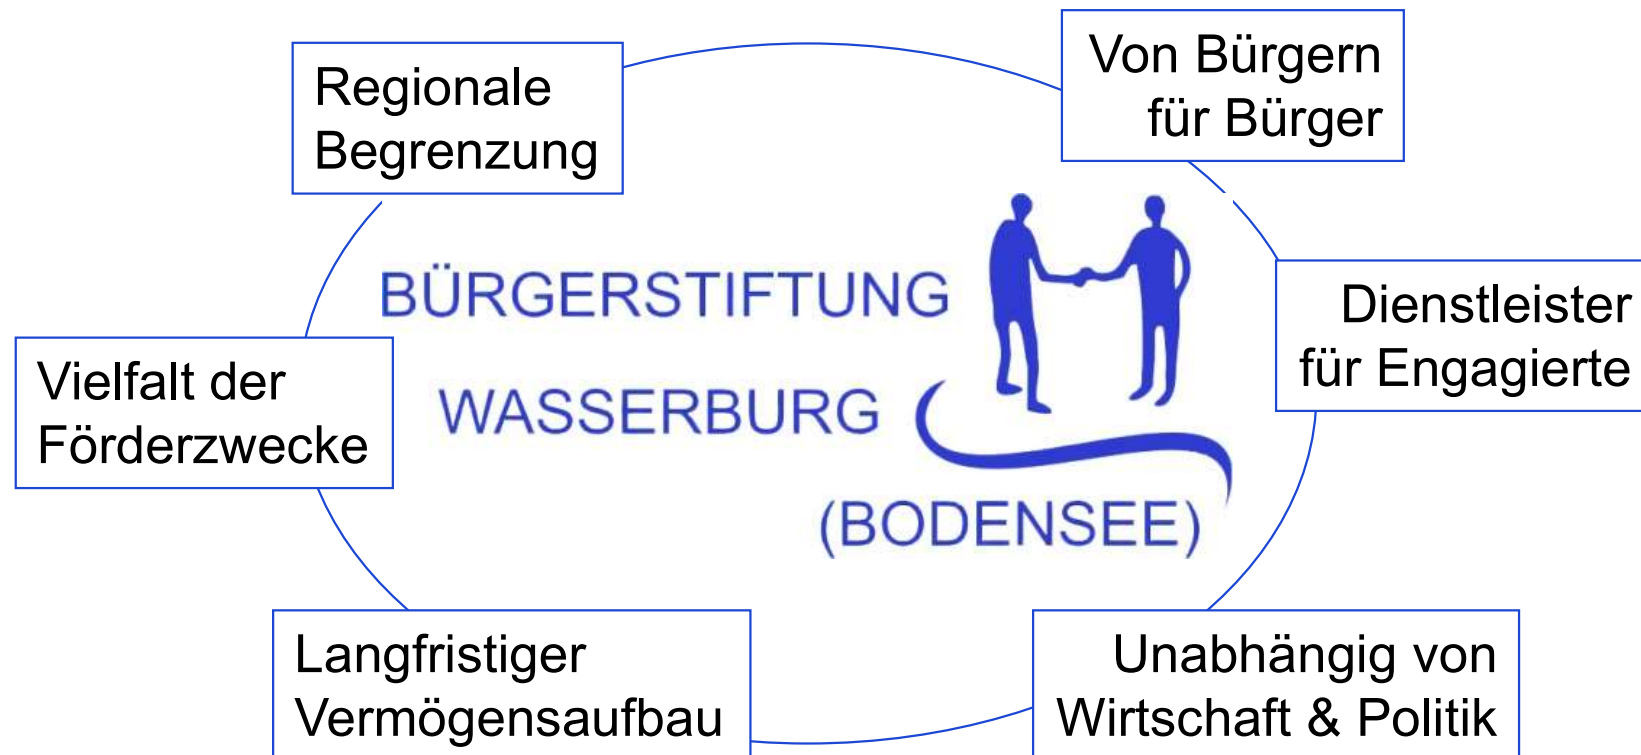 Regionale
Begrenzung
Von Bürgern
für Bürger
BÜRGERSTIFTUNG
WASSERBURG
(BODENSEE)
Dienstleister
für Engagierte
Vielfalt der
Förderzwecke
Langfristiger
Vermögensaufbau
Unabhängig von
Wirtschaft & Politik